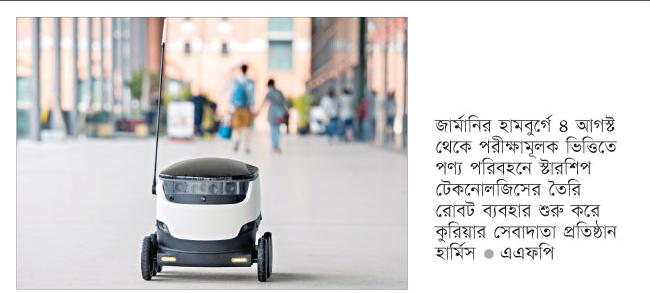 জার্মানির হামবুর্গে ৪ আগস্ট
থেকে পরীক্ষামূলক ভিত্তিতে
পণ্য পরিবহনে স্টারশিপ
টেকনোলজিসের তৈরি
রোবট ব্যবহার শুরু করে
কুরিয়ার সেবাদাতা প্রতিষ্ঠান
হার্মিস ● এএফপি